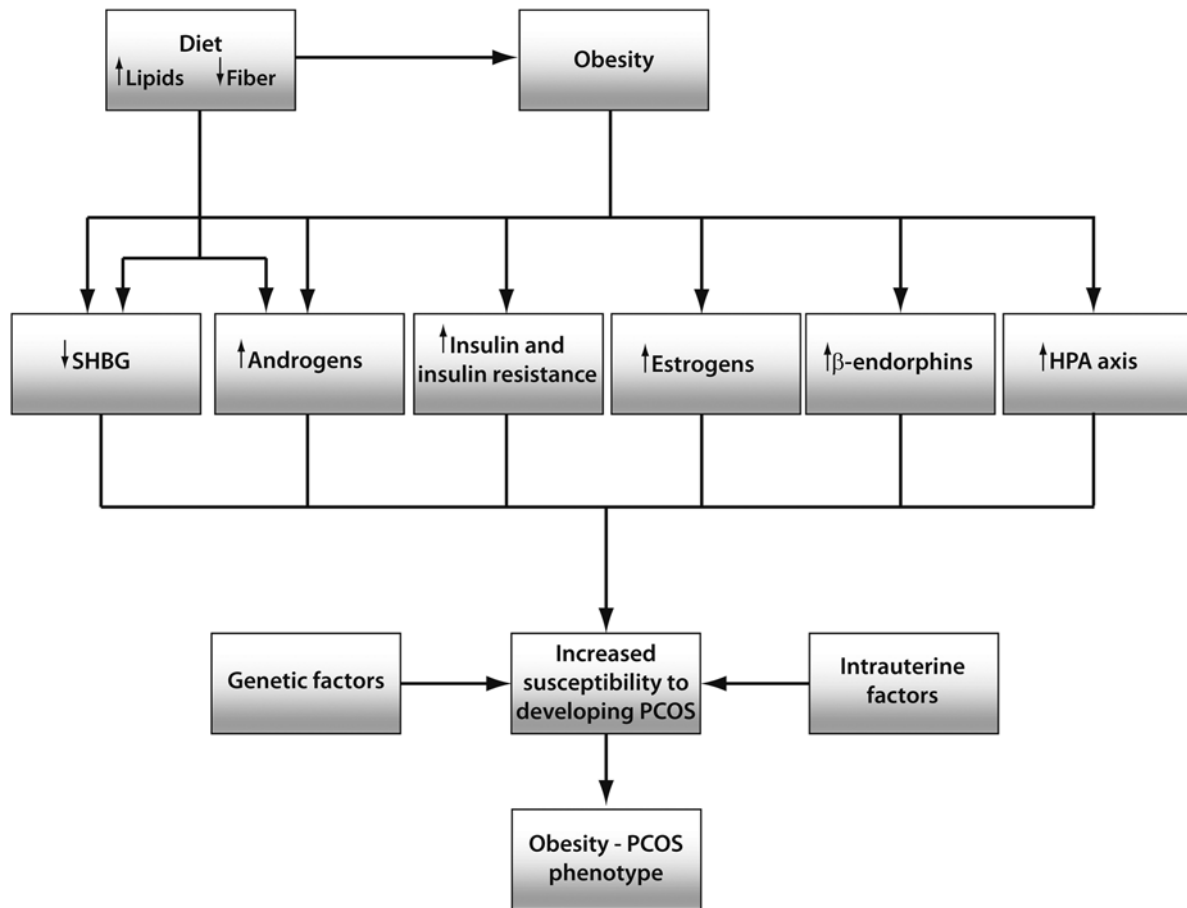 Diet
↑Lipids ↓Fiber
Obesity
↓SHBG
↑Androgens
↑Insulin and
insulin resistance
↑Estrogens
↑β-endorphins
↑HPA axis
Genetic factors
Increased
susceptibility to
developing PCOS
Intrauterine
factors
Obesity - PCOS
phenotype